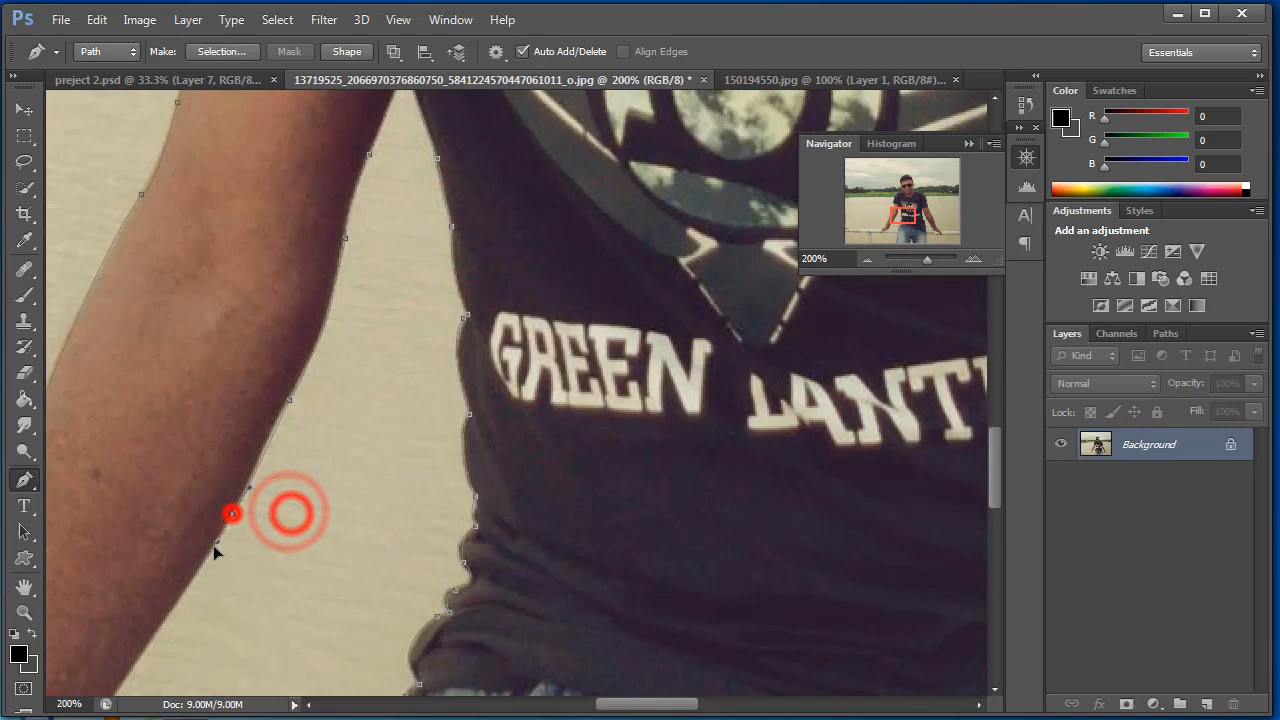 Ps File Edit Image Layer Type Select Filter 3D View Window Help
Path Make: Selection... Mask Shape Auto Add/Delete Align Edges Essentials
preject 2.psd @ 33.3% (Layer 7, RGB/8... × 13719525_2066970376860750_5841224570447061011_o.jpg @ 200% (RGB/8) * × 150194550.jpg @ 100% (Layer 1, RGB/8#)... ×
Color Swatches
R 0
G 0
B 0
Navigator Histogram
200%
Adjustments Styles
Add an adjustment
GREEN LANT
Layers Channels Paths
Kind
Normal Opacity: 100%
Lock: Fill: 100%
Background
200% Doc: 9.00M/9.00M